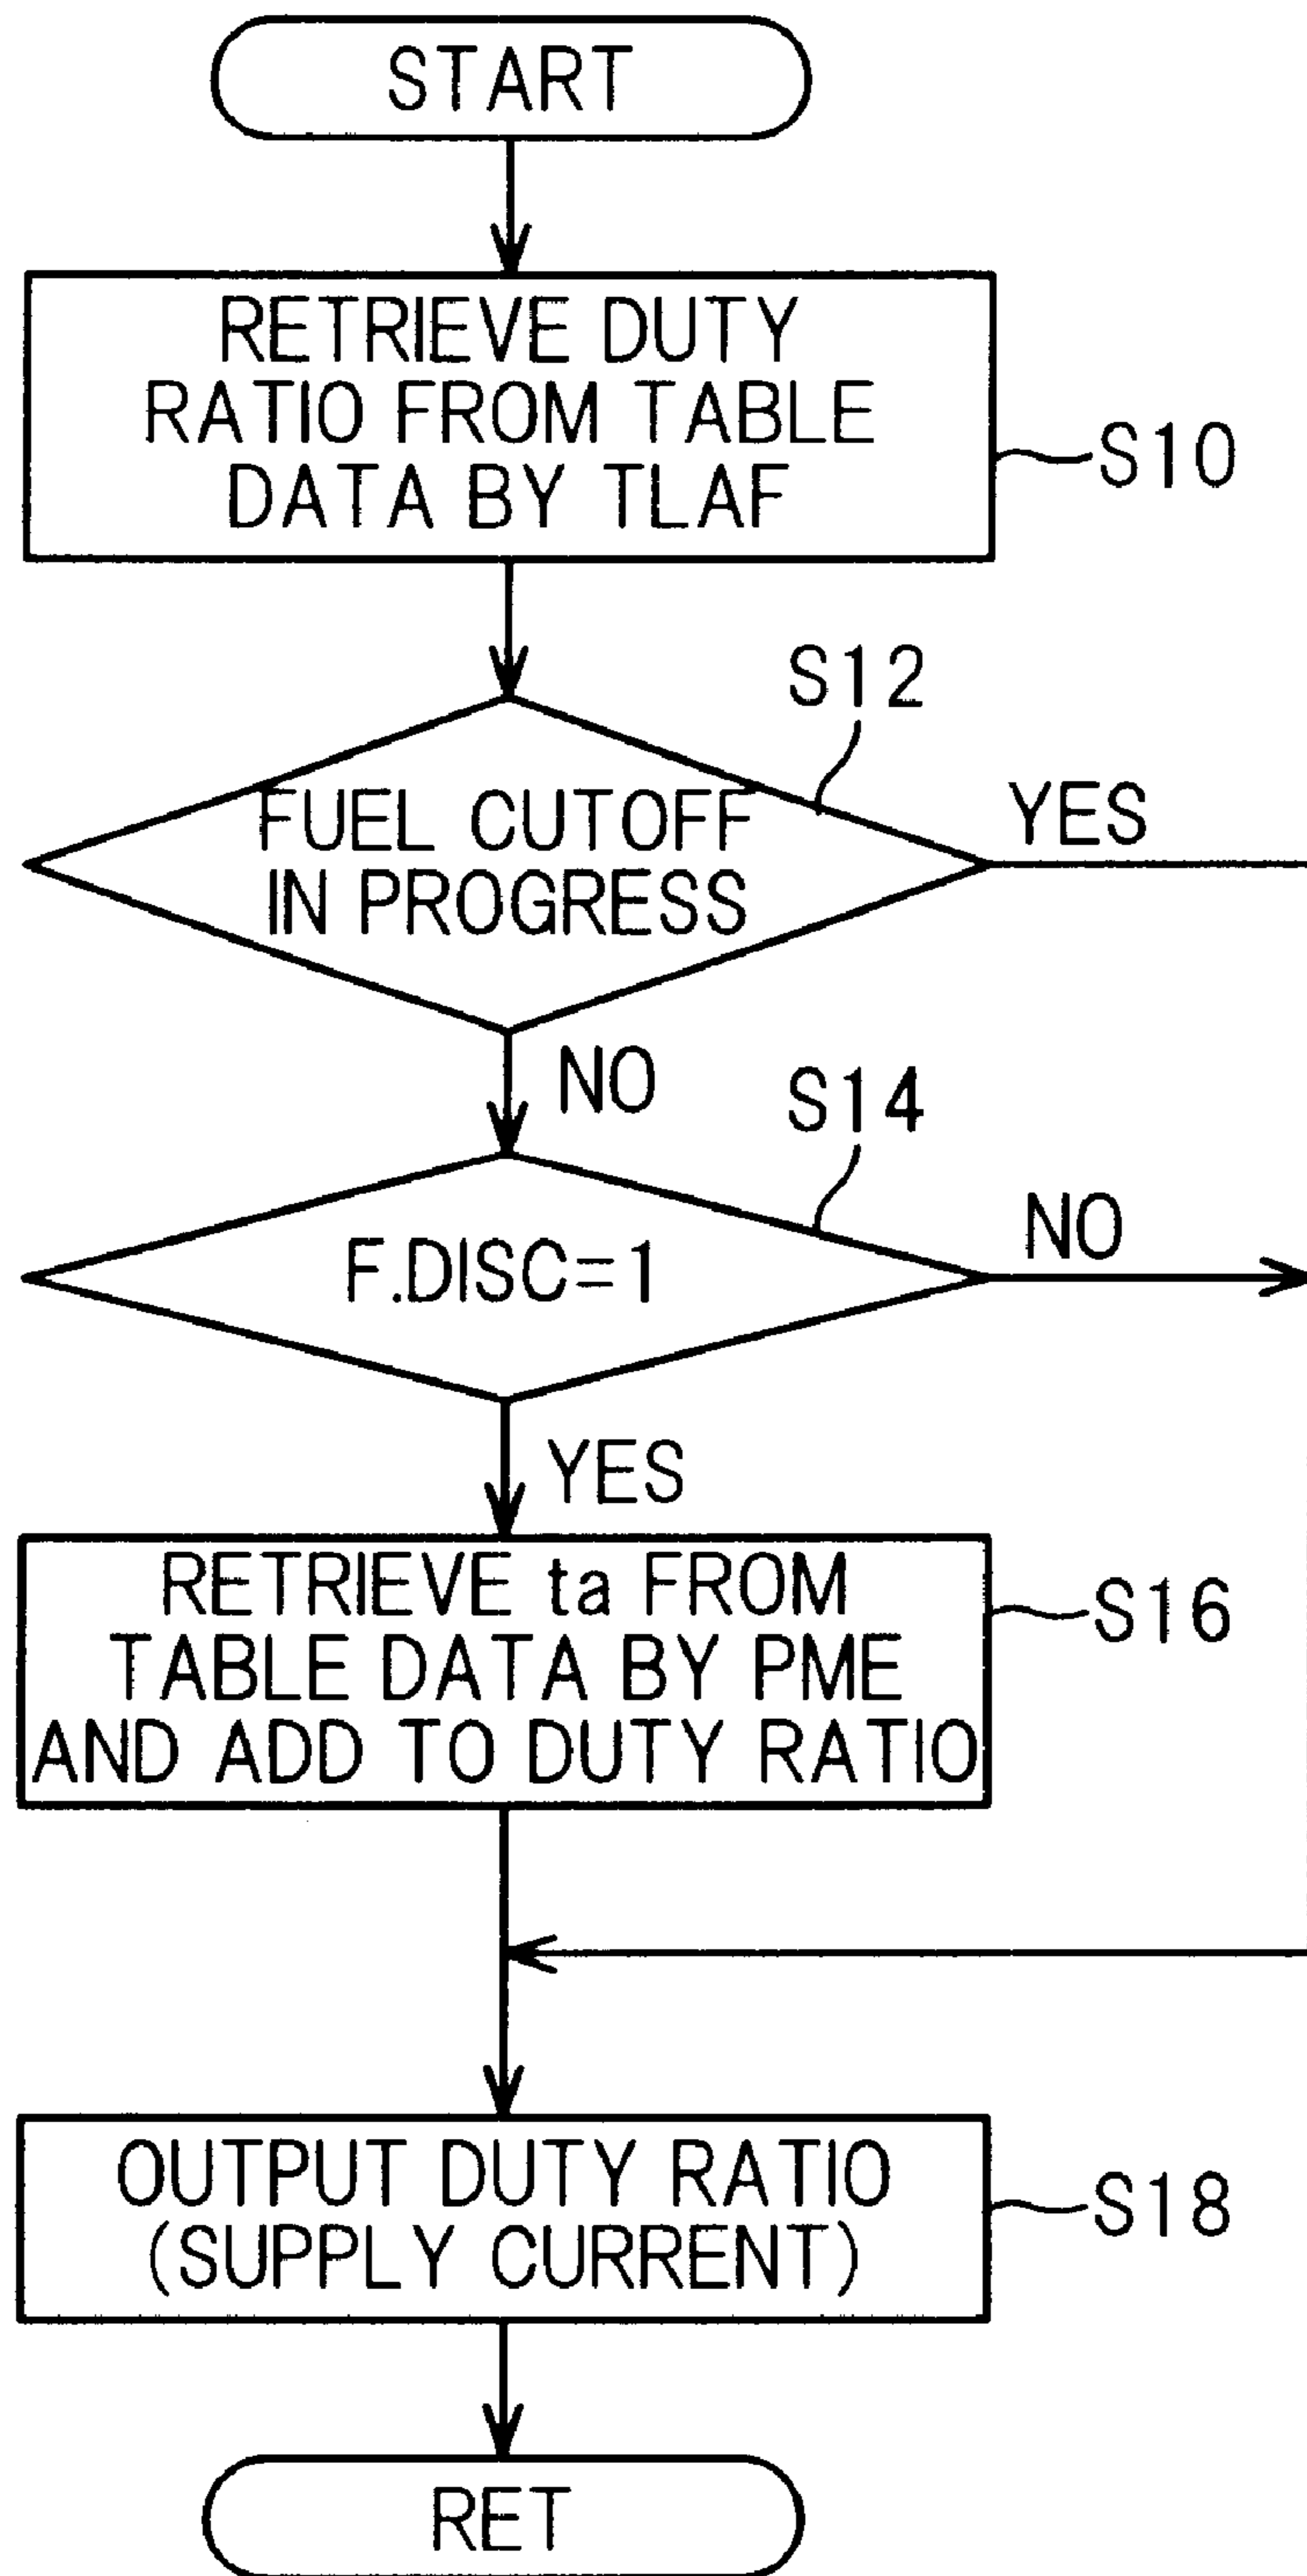 START
RETRIEVE DUTY
RATIO FROM TABLE
DATA BY TLAF
S10
S12
FUEL CUTOFF
IN PROGRESS
YES
NO
S14
F.DISC=1
NO
YES
RETRIEVE ta FROM
TABLE DATA BY PME
AND ADD TO DUTY RATIO
S16
OUTPUT DUTY RATIO
(SUPPLY CURRENT)
S18
RET